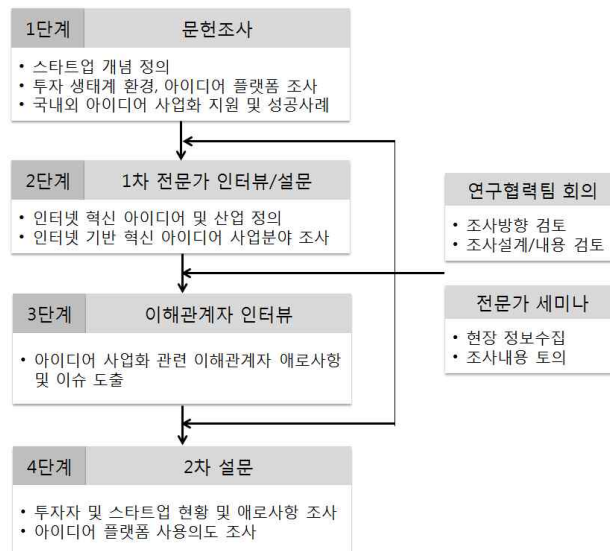 1단계 문헌조사
• 스타트업 개념 정의
• 투자 생태계 환경, 아이디어 플랫폼 조사
• 국내외 아이디어 사업화 지원 및 성공사례
2단계 1차 전문가 인터뷰/설문
• 인터넷 혁신 아이디어 및 산업 정의
• 인터넷 기반 혁신 아이디어 사업분야 조사
연구협력팀 회의
• 조사방향 검토
• 조사설계/내용 검토
3단계 이해관계자 인터뷰
• 아이디어 사업화 관련 이해관계자 애로사항
및 이슈 도출
전문가 세미나
• 현장 정보수집
• 조사내용 토의
4단계 2차 설문
• 투자자 및 스타트업 현황 및 애로사항 조사
• 아이디어 플랫폼 사용의도 조사